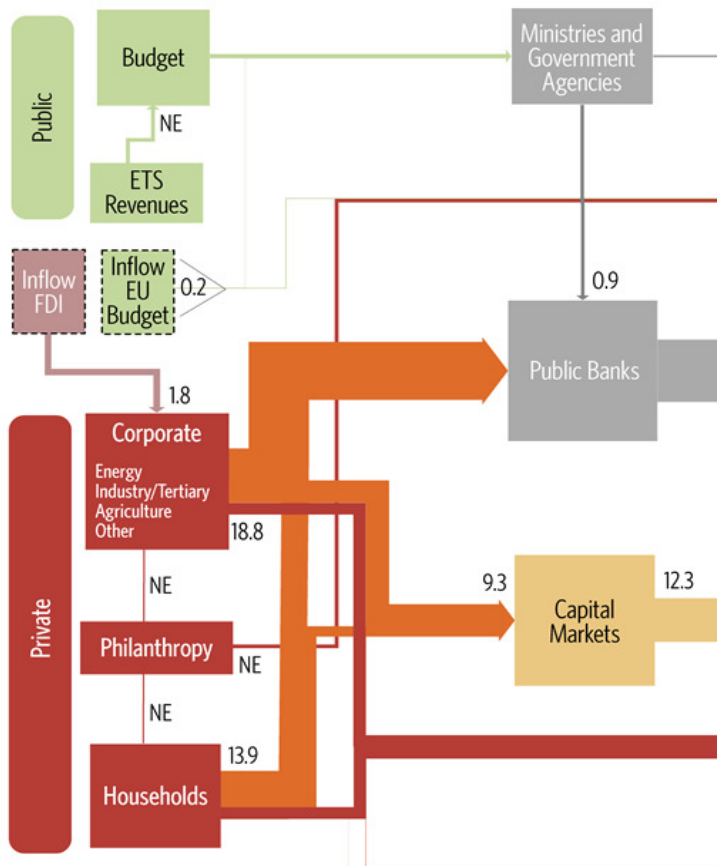 Public
Budget
NE
ETS
Revenues
Ministries and
Government
Agencies
Inflow
FDI
Inflow
EU
Budget
0.2
0.9
Public Banks
1.8
Private
Corporate
Energy
Industry/Tertiary
Agriculture
Other
18.8
NE
Philanthropy
NE
NE
Households
13.9
9.3
Capital
Markets
12.3